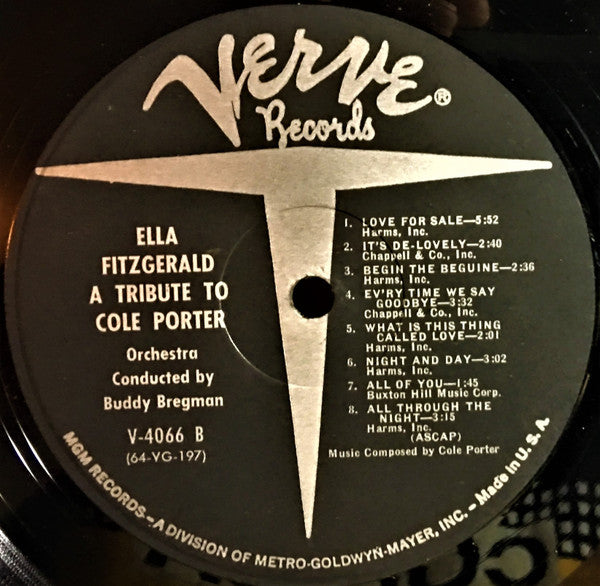 Verve®
Records
ELLA
FITZGERALD
A TRIBUTE TO
COLE PORTER
Orchestra
Conducted by
Buddy Bregman
V-4066 B
(64-VG-197)
1. LOVE FOR SALE—5:52
Harms, Inc.
2. IT'S DE-LOVELY—2:40
Chappell & Co., Inc.
3. BEGIN THE BEGUINE—2:36
Harms, Inc.
4. EV'RY TIME WE SAY
GOODBYE—3:32
Chappell & Co., Inc.
5. WHAT IS THIS THING
CALLED LOVE—2:01
Harms, Inc.
6. NIGHT AND DAY—3:02
Harms, Inc.
7. ALL OF YOU—1:45
Buxton Hill Music Corp.
8. ALL THROUGH THE
NIGHT—3:15
Harms, Inc.
(ASCAP)
Music Composed by Cole Porter
MGM RECORDS—A DIVISION OF METRO-GOLDWYN-MAYER, INC.—Made in U.S.A.